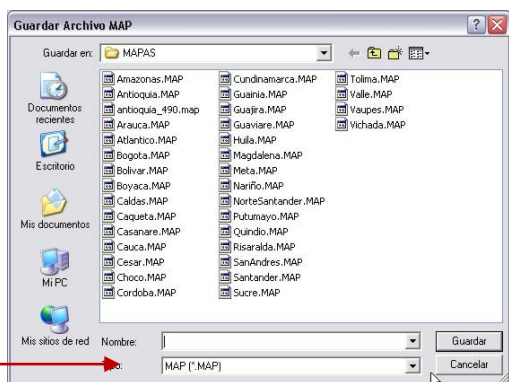 Guardar Archivo MAP
Guardar en: MAPAS
Documentos recientes
Escritorio
Mis documentos
Mi PC
Mis sitios de red
Amazonas.MAP
Antioquia.MAP
antioquia_490.map
Arauca.MAP
Atlantico.MAP
Bogota.MAP
Bolivar.MAP
Boyaca.MAP
Caldas.MAP
Caqueta.MAP
Casanare.MAP
Cauca.MAP
Cesar.MAP
Choco.MAP
Cordoba.MAP
Cundinamarca.MAP
Guainia.MAP
Guajira.MAP
Guaviare.MAP
Huila.MAP
Magdalena.MAP
Meta.MAP
Nariño.MAP
NorteSantander.MAP
Putumayo.MAP
Quindio.MAP
Risaralda.MAP
SanAndres.MAP
Santander.MAP
Sucre.MAP
Tolima.MAP
Valle.MAP
Vaupes.MAP
Vichada.MAP
Nombre:
Guardar
MAP (*.MAP)
Cancelar